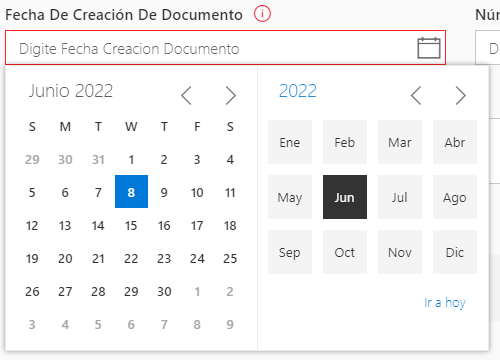 Fecha De Creación De Documento
Núr
Digite Fecha Creacion Documento
D
Junio 2022
S M T W T F S
29 30 31 1 2 3 4
5 6 7 8 9 10 11
12 13 14 15 16 17 18
19 20 21 22 23 24 25
26 27 28 29 30 1 2
3 4 5 6 7 8 9
2022
Ene Feb Mar Abr
May Jun Jul Ago
Sep Oct Nov Dic
Ir a hoy